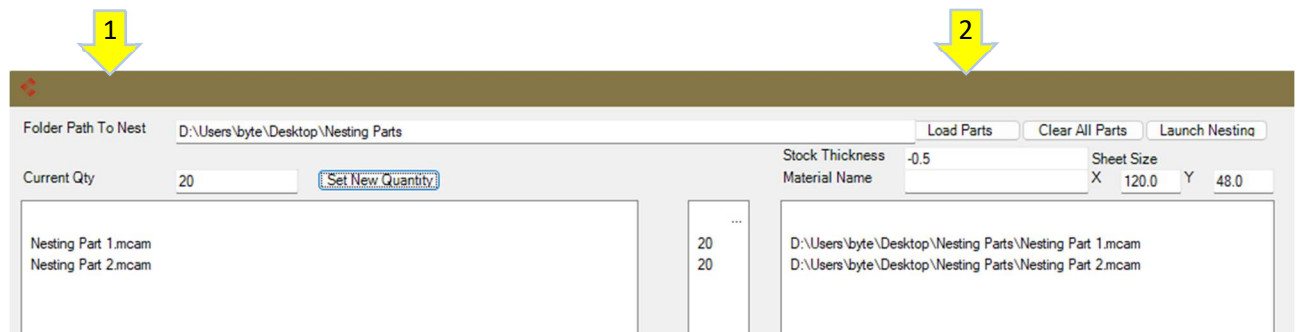 1 2
Folder Path To Nest D:\Users\byte\Desktop\Nesting Parts Load Parts Clear All Parts Launch Nesting
Stock Thickness -0.5 Sheet Size
Current Qty 20 Set New Quantity Material Name X 120.0 Y 48.0
...
Nesting Part 1.mcam 20 D:\Users\byte\Desktop\Nesting Parts\Nesting Part 1.mcam
Nesting Part 2.mcam 20 D:\Users\byte\Desktop\Nesting Parts\Nesting Part 2.mcam